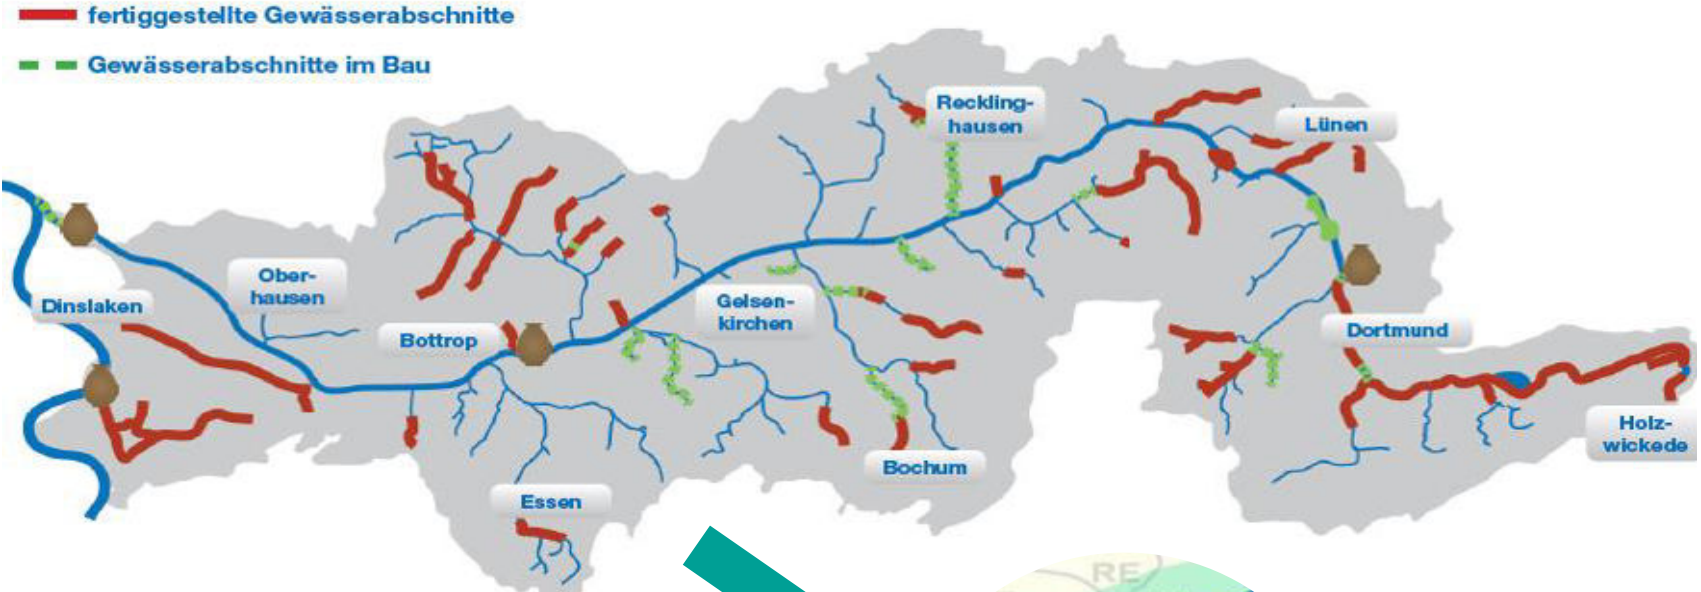 fertiggestellte Gewässerabschnitte
Gewässerabschnitte im Bau
Reckling-
hausen
Lünen
Ober-
hausen
Dinslaken
Gelsen-
kirchen
Bottrop
Dortmund
Holz-
wickede
Bochum
Essen
RE